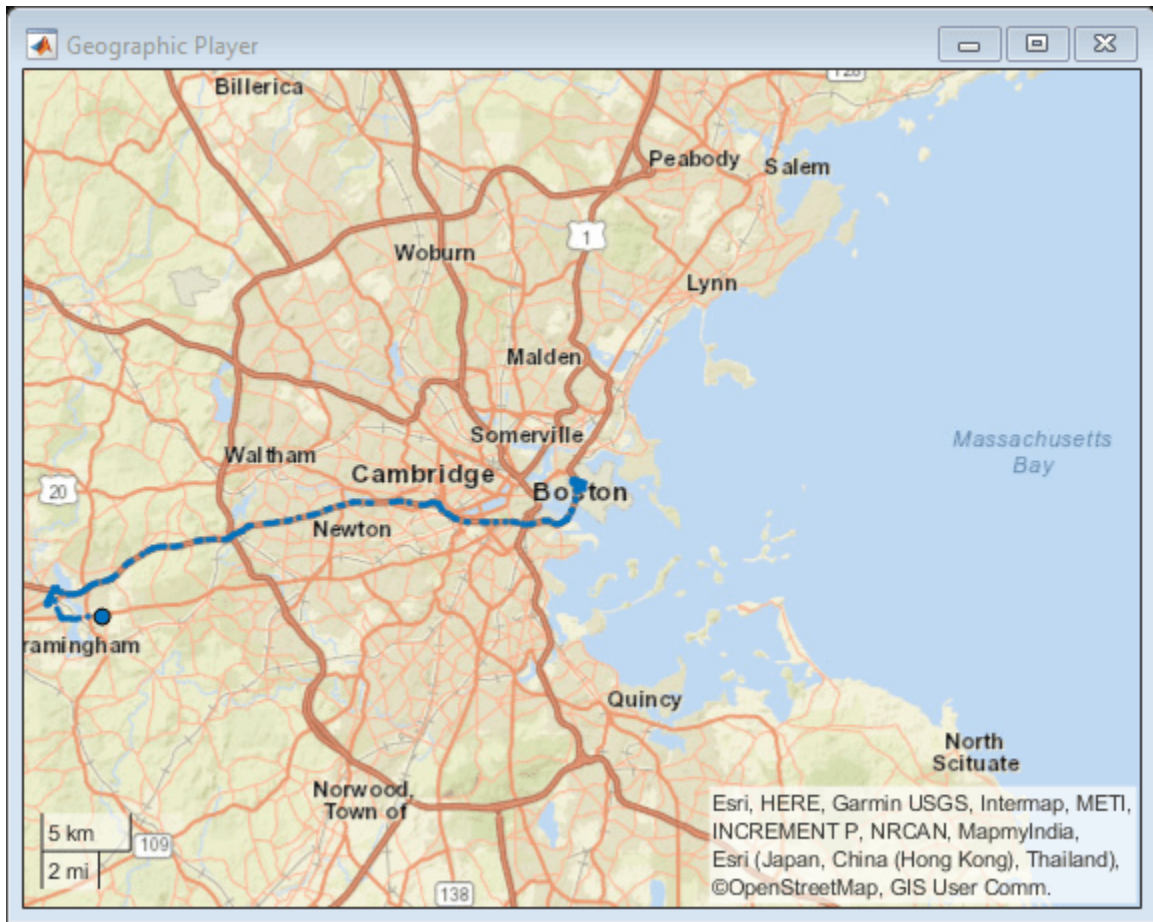 Geographic Player
128
Billerica
Peabody
Salem
1
Woburn
Lynn
Malden
Somerville
Massachusetts
Bay
Waltham
Cambridge
20
Boston
Newton
ramingham
Quincy
North
Scituate
Norwood,
Town of
Esri, HERE, Garmin USGS, Intermap, METI,
INCREMENT P, NRCAN, MapmyIndia,
Esri (Japan, China (Hong Kong), Thailand),
©OpenStreetMap, GIS User Comm.
5 km
109
2 mi
138